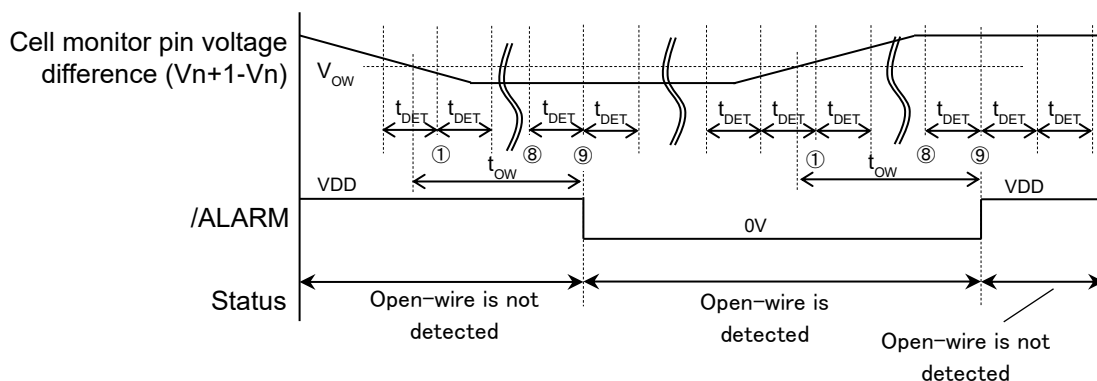 Cell monitor pin voltage
difference (Vn+1-Vn)
VOW
tDET tDET tDET tDET tDET tDET tDET tDET tDET tDET
① ⑧ ⑨ ① ⑧ ⑨
tOW tOW
VDD VDD
/ALARM
0V
Status
Open-wire is not
detected
Open-wire is
detected
Open-wire is not
detected